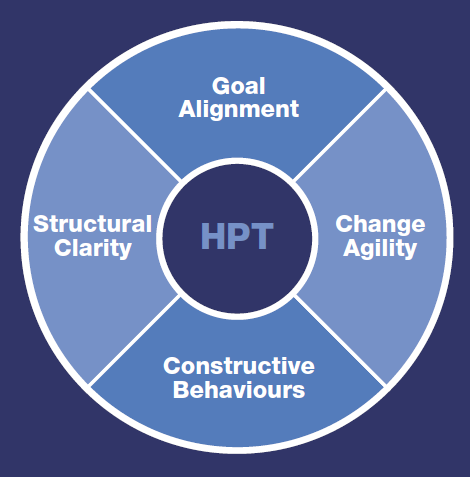 Goal
Alignment
Structural
Clarity
HPT
Change
Agility
Constructive
Behaviours